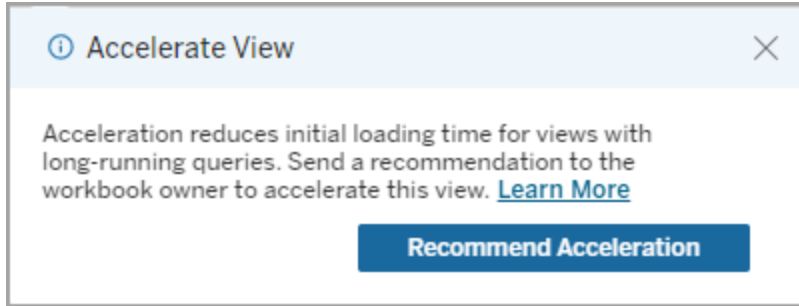 Accelerate View
Acceleration reduces initial loading time for views with
long-running queries. Send a recommendation to the
workbook owner to accelerate this view. Learn More
Recommend Acceleration